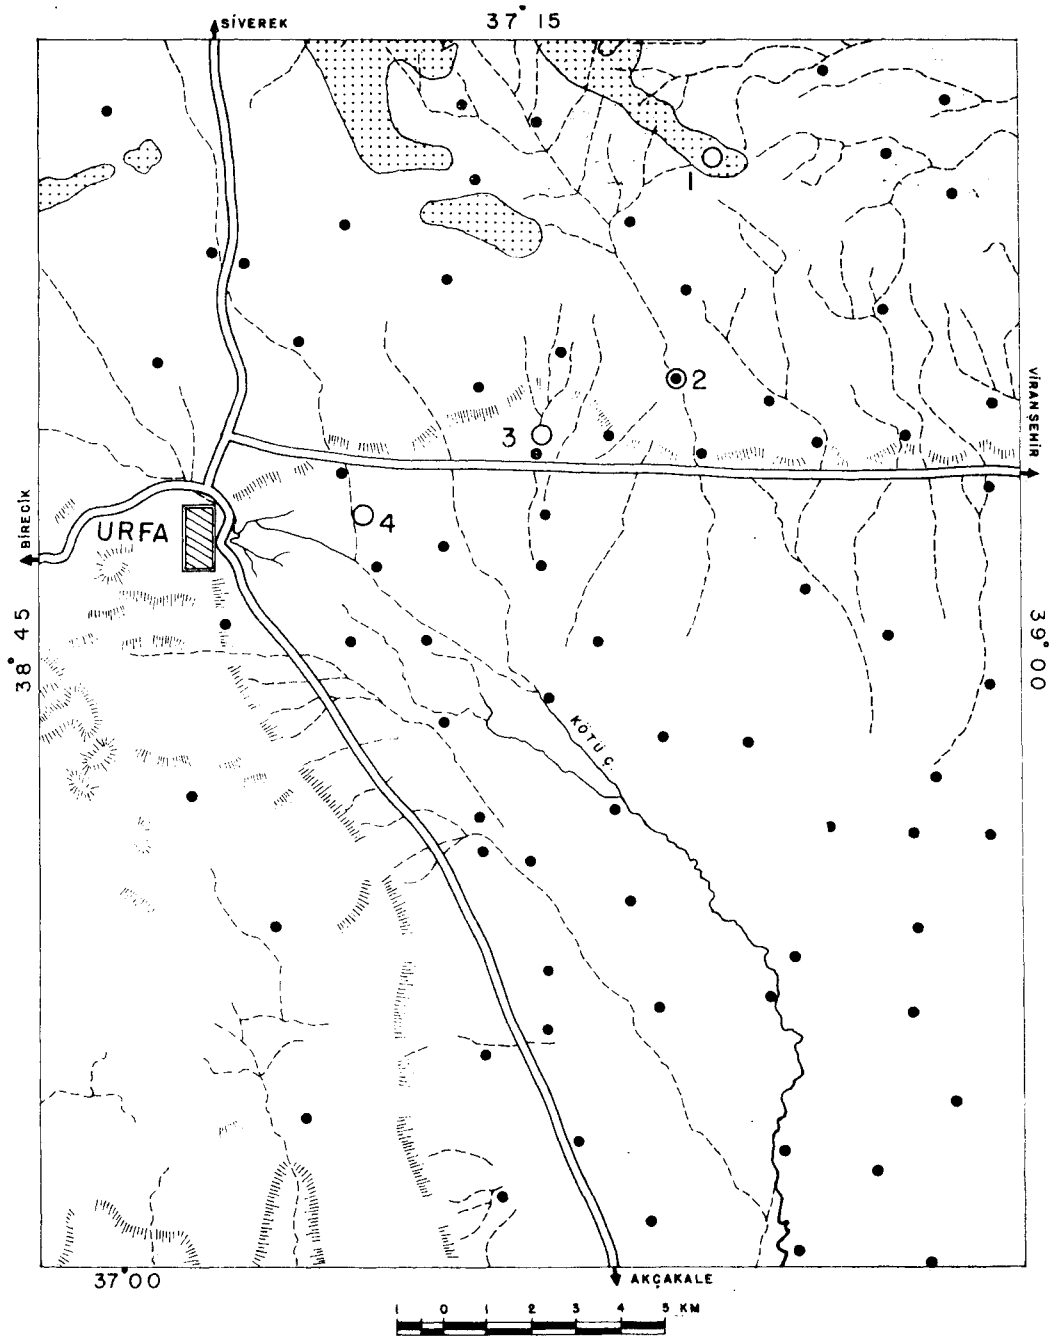 SİVEREK
37° 15
1
2
VİRANŞEHİR
3
4
URFA
BİRECİK
38° 45
39° 00
KÖTÜ Ç.
37° 00
AKÇAKALE
1 0 1 2 3 4 5 KM